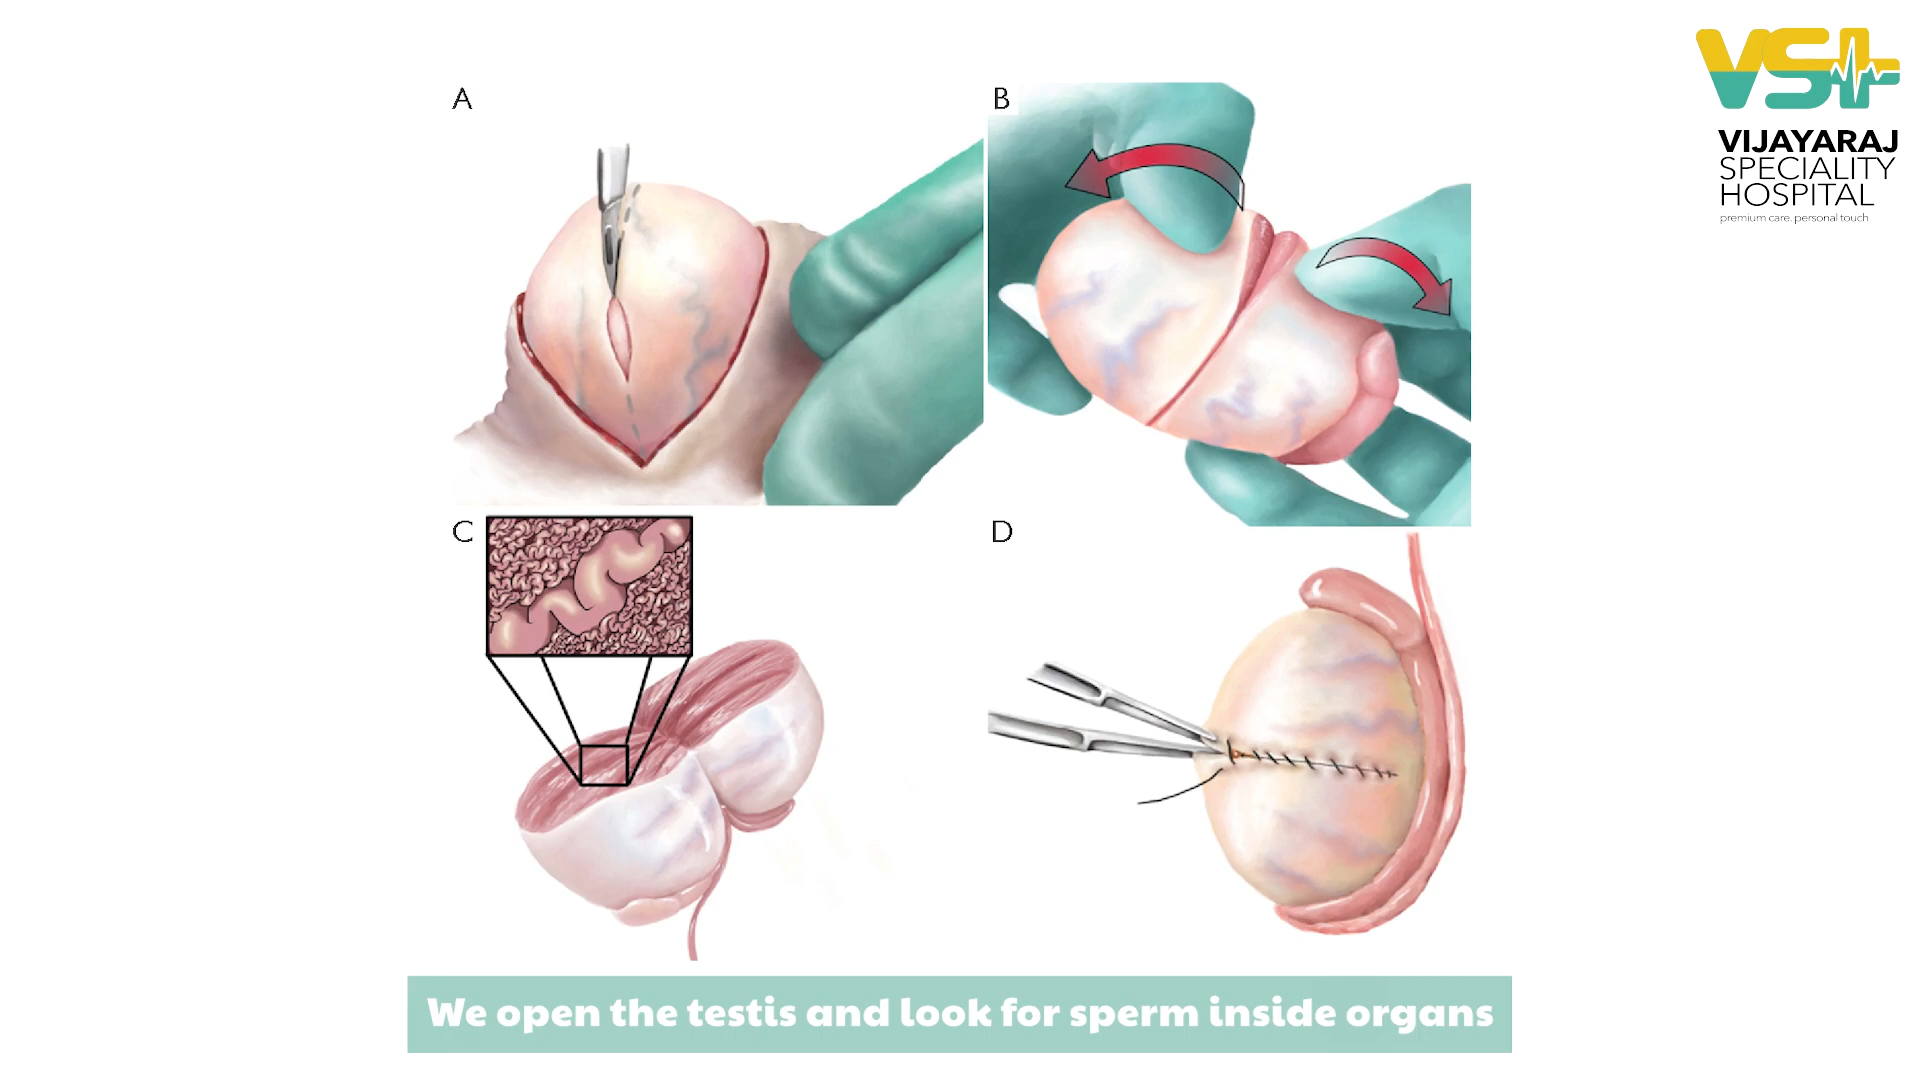 A
B
VS+
VIJAYARAJ
SPECIALITY
HOSPITAL
premium care. personal touch
C
D
We open the testis and look for sperm inside organs